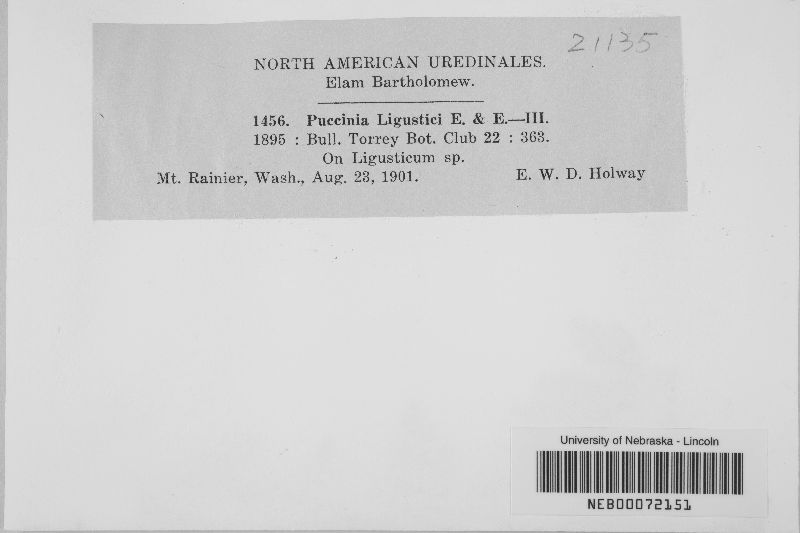 21135
NORTH AMERICAN UREDINALES.
Elam Bartholomew.
1456. Puccinia Ligustici E. & E.—III.
1895 : Bull. Torrey Bot. Club 22 : 363.
On Ligusticum sp.
Mt. Rainier, Wash., Aug. 23, 1901. E. W. D. Holway
University of Nebraska - Lincoln
NEB00072151